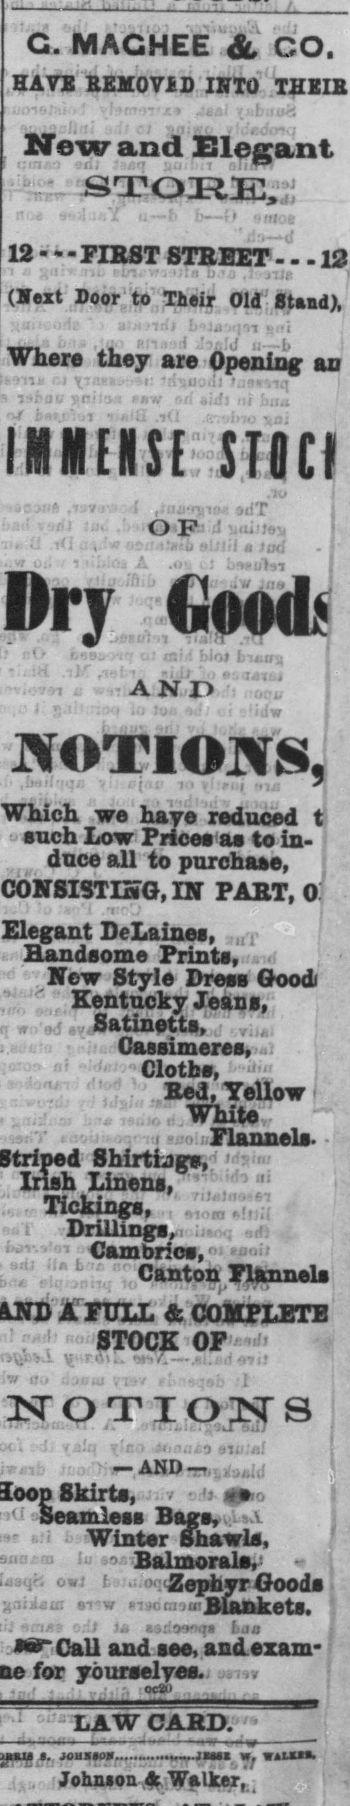 G. MAGHEE & CO.
HAVE REMOVED INTO THEIR
New and Elegant
STORE,
12---FIRST STREET---12
(Next Door to Their Old Stand),
Where they are Opening an
IMMENSE STOCK
OF
Dry Goods
AND
NOTIONS,
Which we have reduced t
such Low Prices as to in-
duce all to purchase,
CONSISTING, IN PART, O
Elegant DeLaines,
Handsome Prints,
New Style Dress Goods
Kentucky Jeans,
Satinetts,
Cassimeres,
Cloths,
Red, Yellow
White
Flannels.
Striped Shirtings,
Irish Linens,
Tickings,
Drillings,
Cambrics,
Canton Flannels
AND A FULL & COMPLETE
STOCK OF
NOTIONS
—AND—
Hoop Skirts,
Seamless Bags,
Winter Shawls,
Balmorals,
Zephyr Goods
Blankets.
☞Call and see, and exam-
ne for yourselves.
oc20
LAW CARD.
S. JOHNSON..................JESSE W. WALKER.
Johnson & Walker,